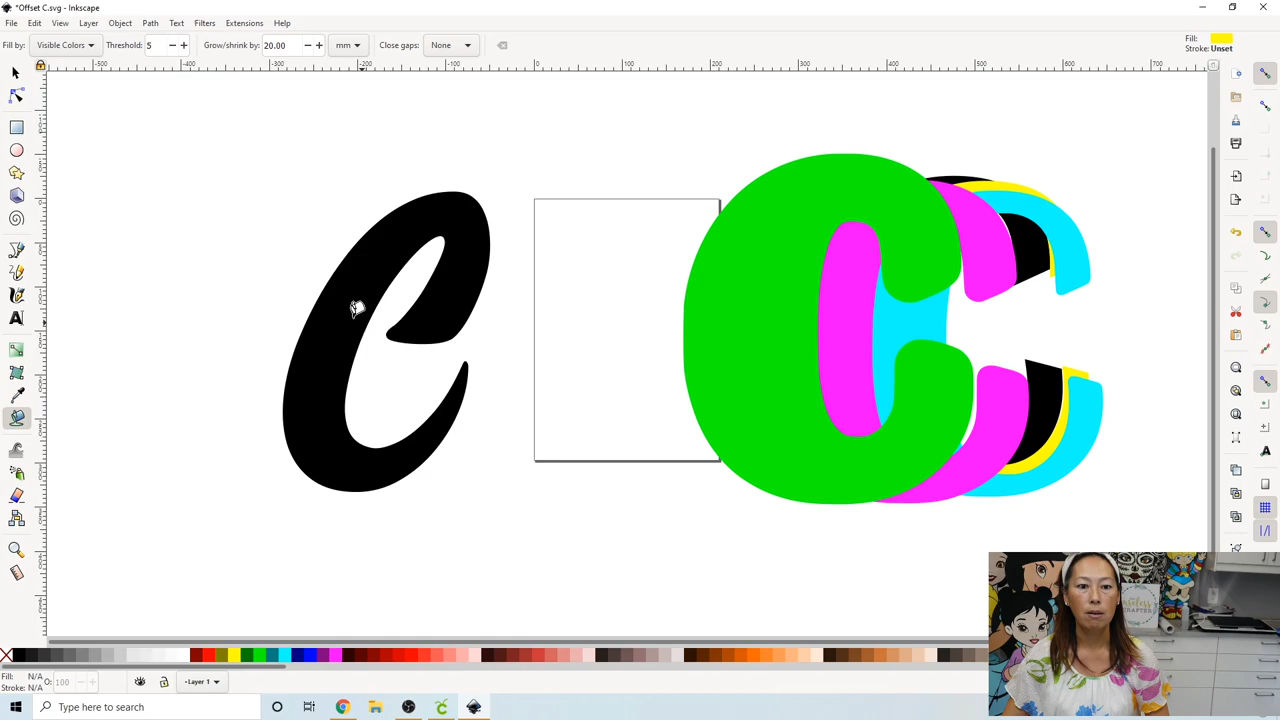 *Offset C.svg - Inkscape
File Edit View Layer Object Path Text Filters Extensions Help
Fill by: Visible Colors Threshold: 5 Grow/shrink by: 20.00 mm Close gaps: None
Fill:
Stroke: Unset
-500 -400 -300 -200 -100 0 100 200 300 400 500 600 700
C C C C C C
Fill: N/A
Stroke: N/A
O: 100
Layer 1
Type here to search